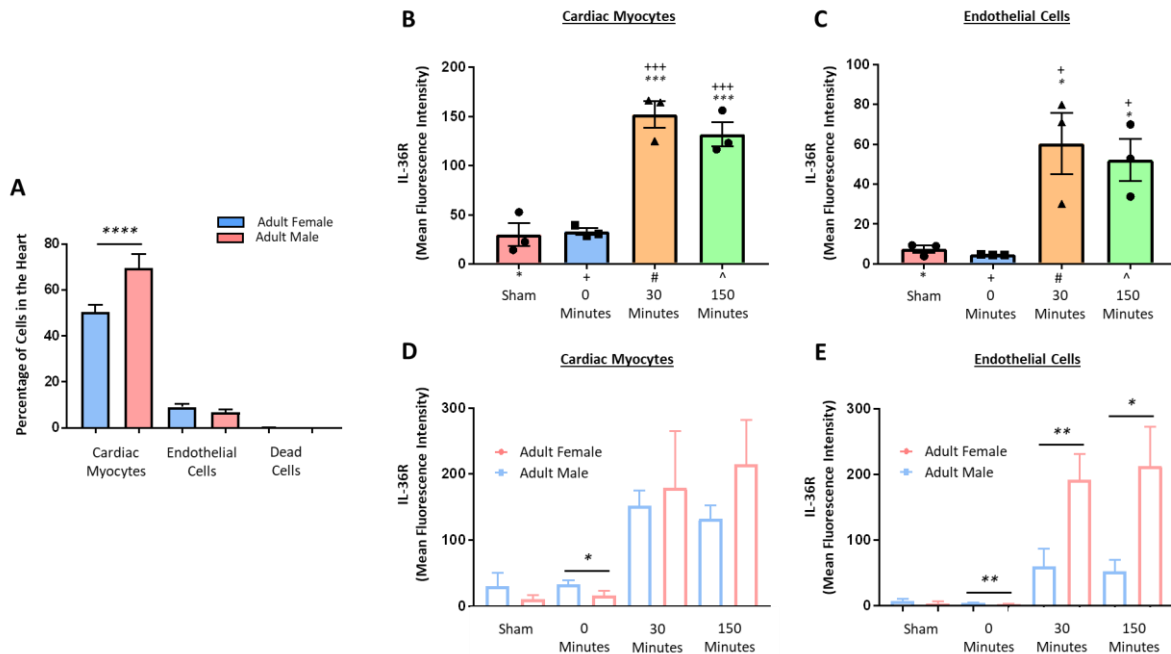 A
Adult Female
Adult Male
****
Percentage of Cells in the Heart
80
60
40
20
0
Cardiac
Myocytes
Endothelial
Cells
Dead
Cells
B
Cardiac Myocytes
IL-36R
(Mean Fluorescence Intensity)
200
150
100
50
0
+++
***
+++
***
*
+
#
^
Sham
0
Minutes
30
Minutes
150
Minutes
C
Endothelial Cells
IL-36R
(Mean Fluorescence Intensity)
100
80
60
40
20
0
+
*
+
*
*
+
#
^
Sham
0
Minutes
30
Minutes
150
Minutes
D
Cardiac Myocytes
IL-36R
(Mean Fluorescence Intensity)
300
200
100
0
Adult Female
Adult Male
*
Sham
0
Minutes
30
Minutes
150
Minutes
E
Endothelial Cells
IL-36R
(Mean Fluorescence Intensity)
300
200
100
0
Adult Female
Adult Male
**
**
*
Sham
0
Minutes
30
Minutes
150
Minutes